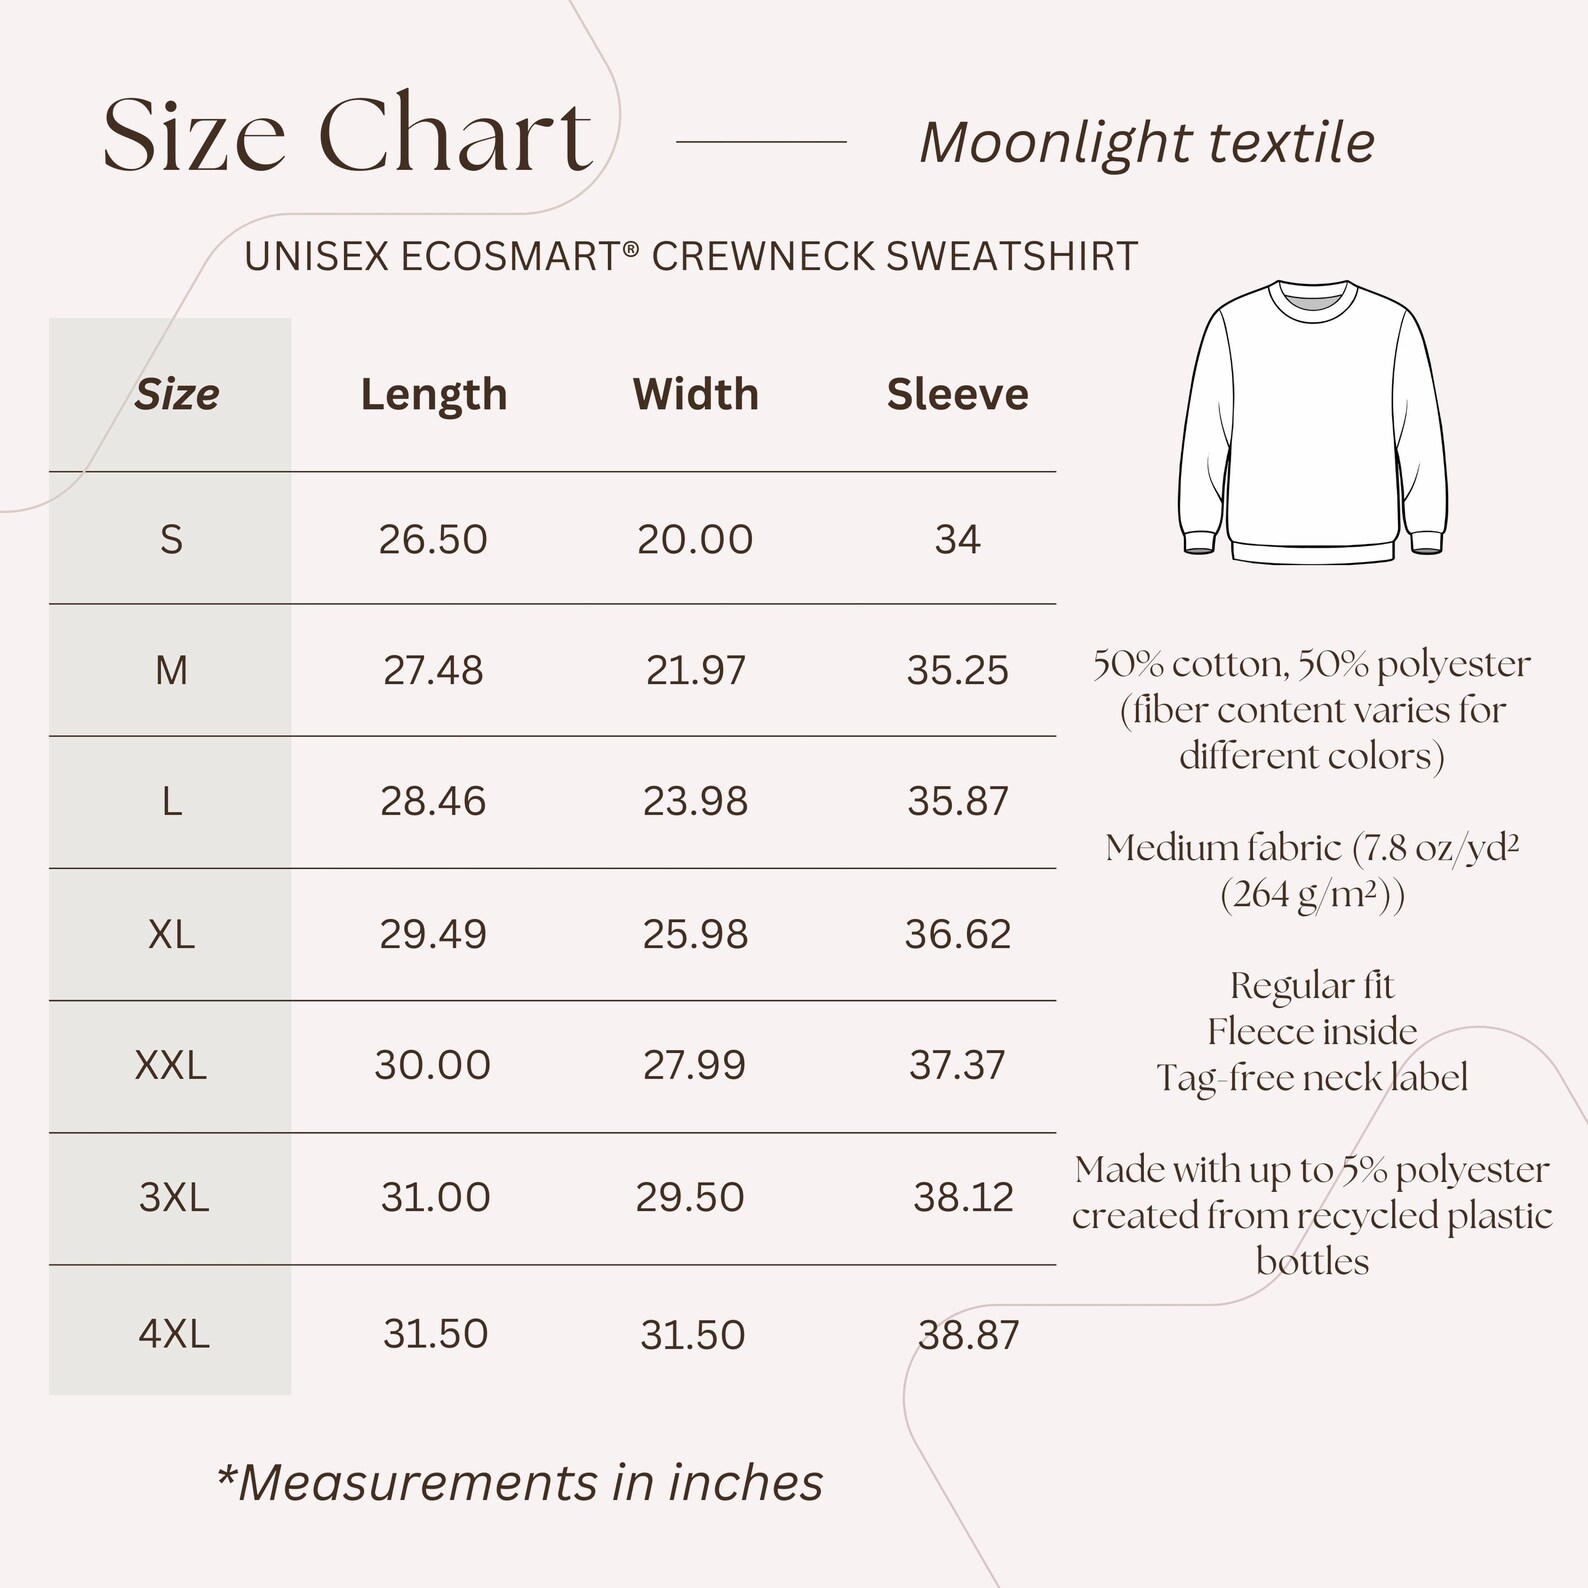 Size Chart
Moonlight textile
UNISEX ECOSMART® CREWNECK SWEATSHIRT
Size Length Width Sleeve
S 26.50 20.00 34
M 27.48 21.97 35.25
L 28.46 23.98 35.87
XL 29.49 25.98 36.62
XXL 30.00 27.99 37.37
3XL 31.00 29.50 38.12
4XL 31.50 31.50 38.87
50% cotton, 50% polyester
(fiber content varies for
different colors)
Medium fabric (7.8 oz/yd²
(264 g/m²))
Regular fit
Fleece inside
Tag-free neck label
Made with up to 5% polyester
created from recycled plastic
bottles
*Measurements in inches